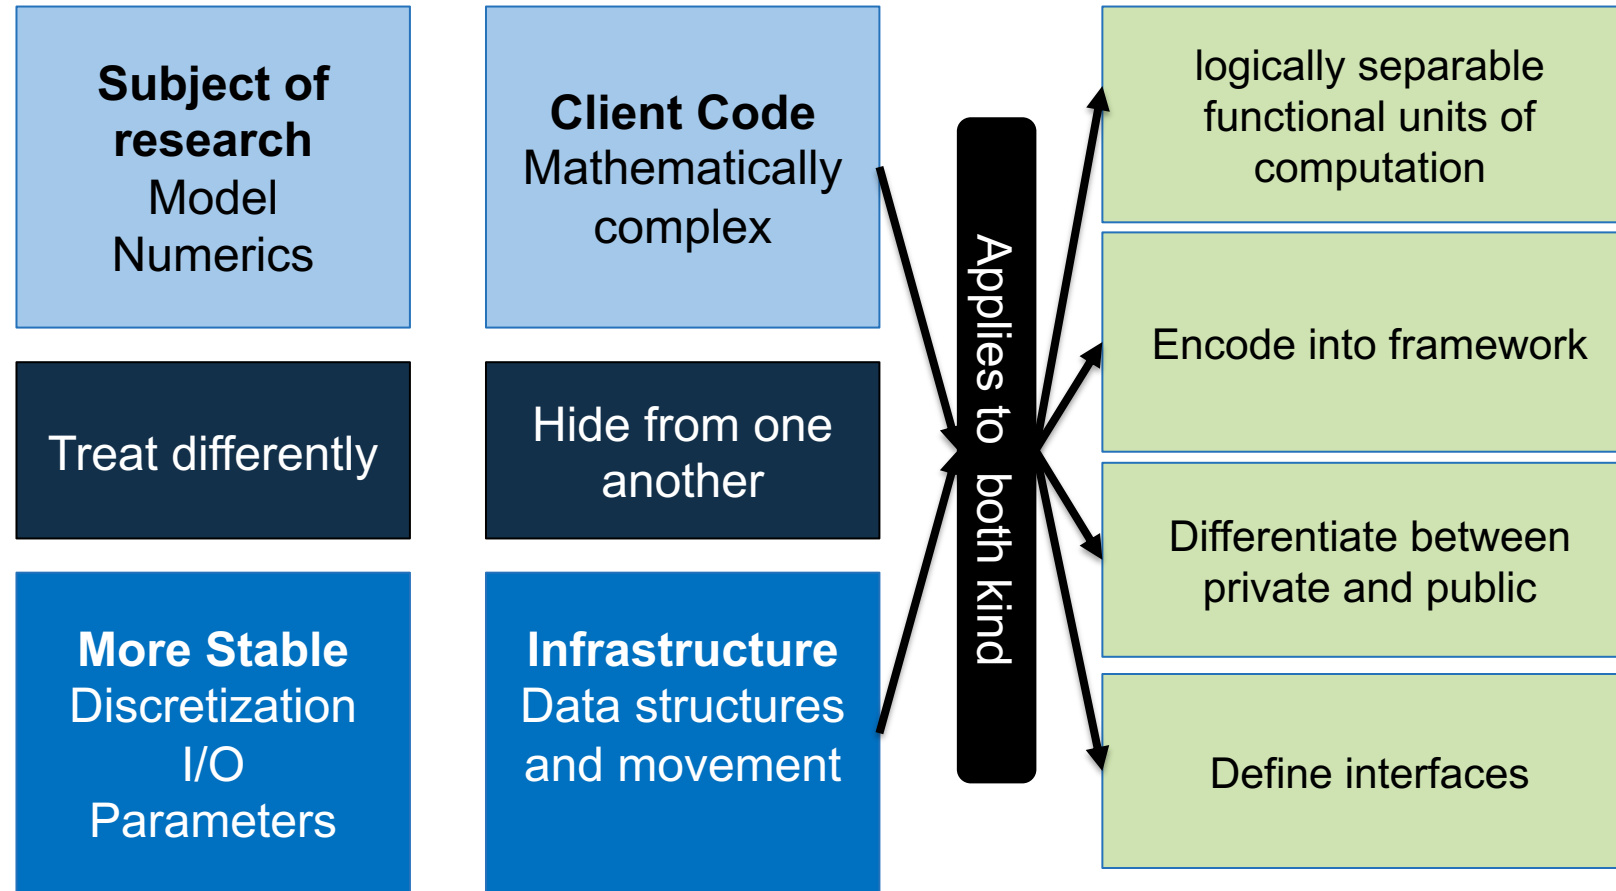 Subject of
research
Model
Numerics
Treat differently
More Stable
Discretization
I/O
Parameters
Client Code
Mathematically
complex
Hide from one
another
Infrastructure
Data structures
and movement
Applies to both kind
logically separable
functional units of
computation
Encode into framework
Differentiate between
private and public
Define interfaces